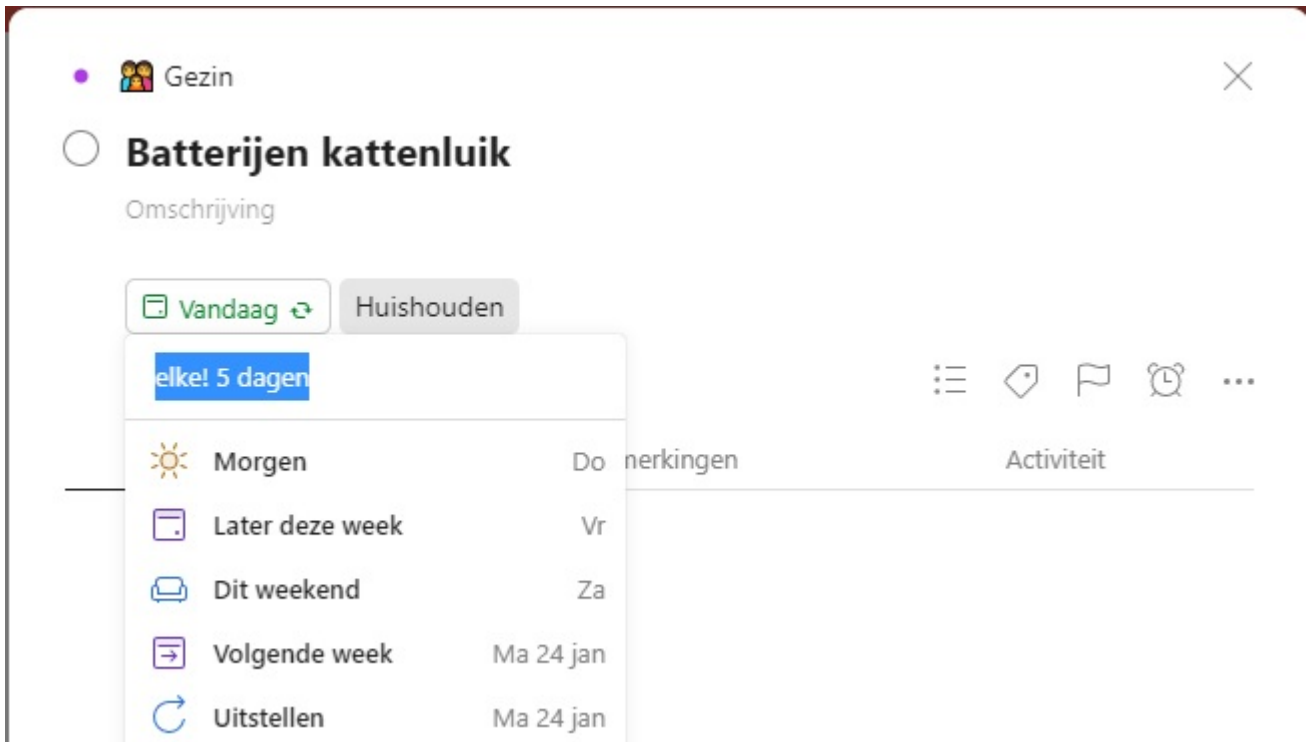 Gezin
Batterijen kattenluik
Omschrijving
Vandaag Huishouden
elke! 5 dagen
merkingen Activiteit
Morgen Do
Later deze week Vr
Dit weekend Za
Volgende week Ma 24 jan
Uitstellen Ma 24 jan